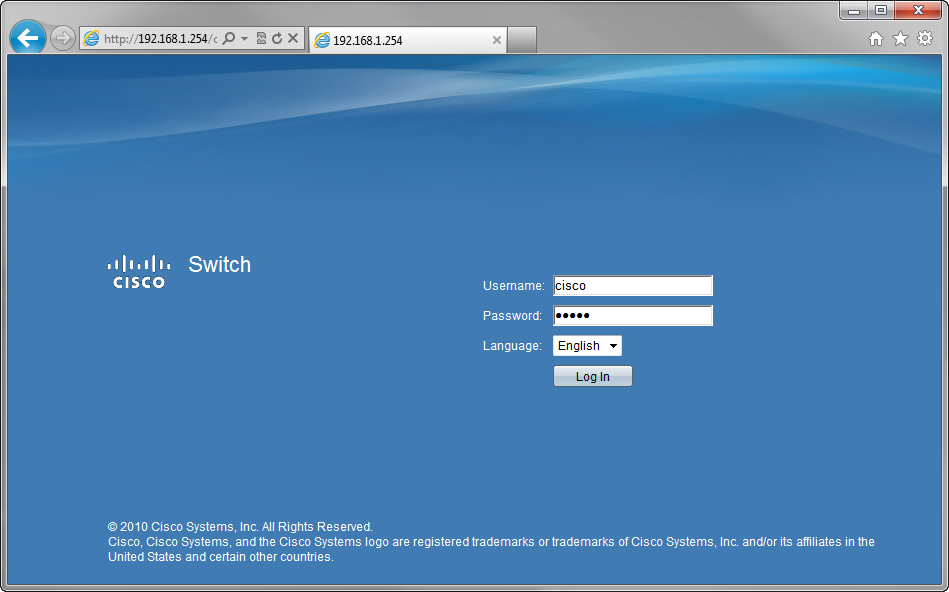 http://192.168.1.254/c
192.168.1.254
CISCO
Switch
Username: cisco
Password: •••••
Language: English
Log In
© 2010 Cisco Systems, Inc. All Rights Reserved.
Cisco, Cisco Systems, and the Cisco Systems logo are registered trademarks or trademarks of Cisco Systems, Inc. and/or its affiliates in the
United States and certain other countries.